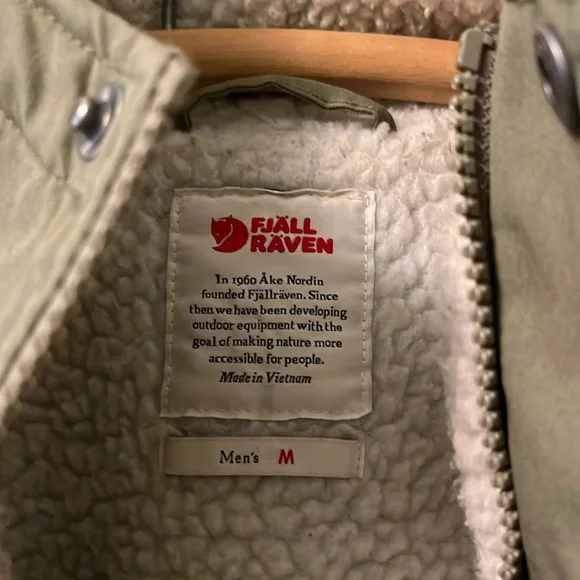 FJÄLL
RÄVEN
In 1960 Åke Nordin
founded Fjällräven. Since
then we have been developing
outdoor equipment with the
goal of making nature more
accessible for people.
Made in Vietnam
Men's M